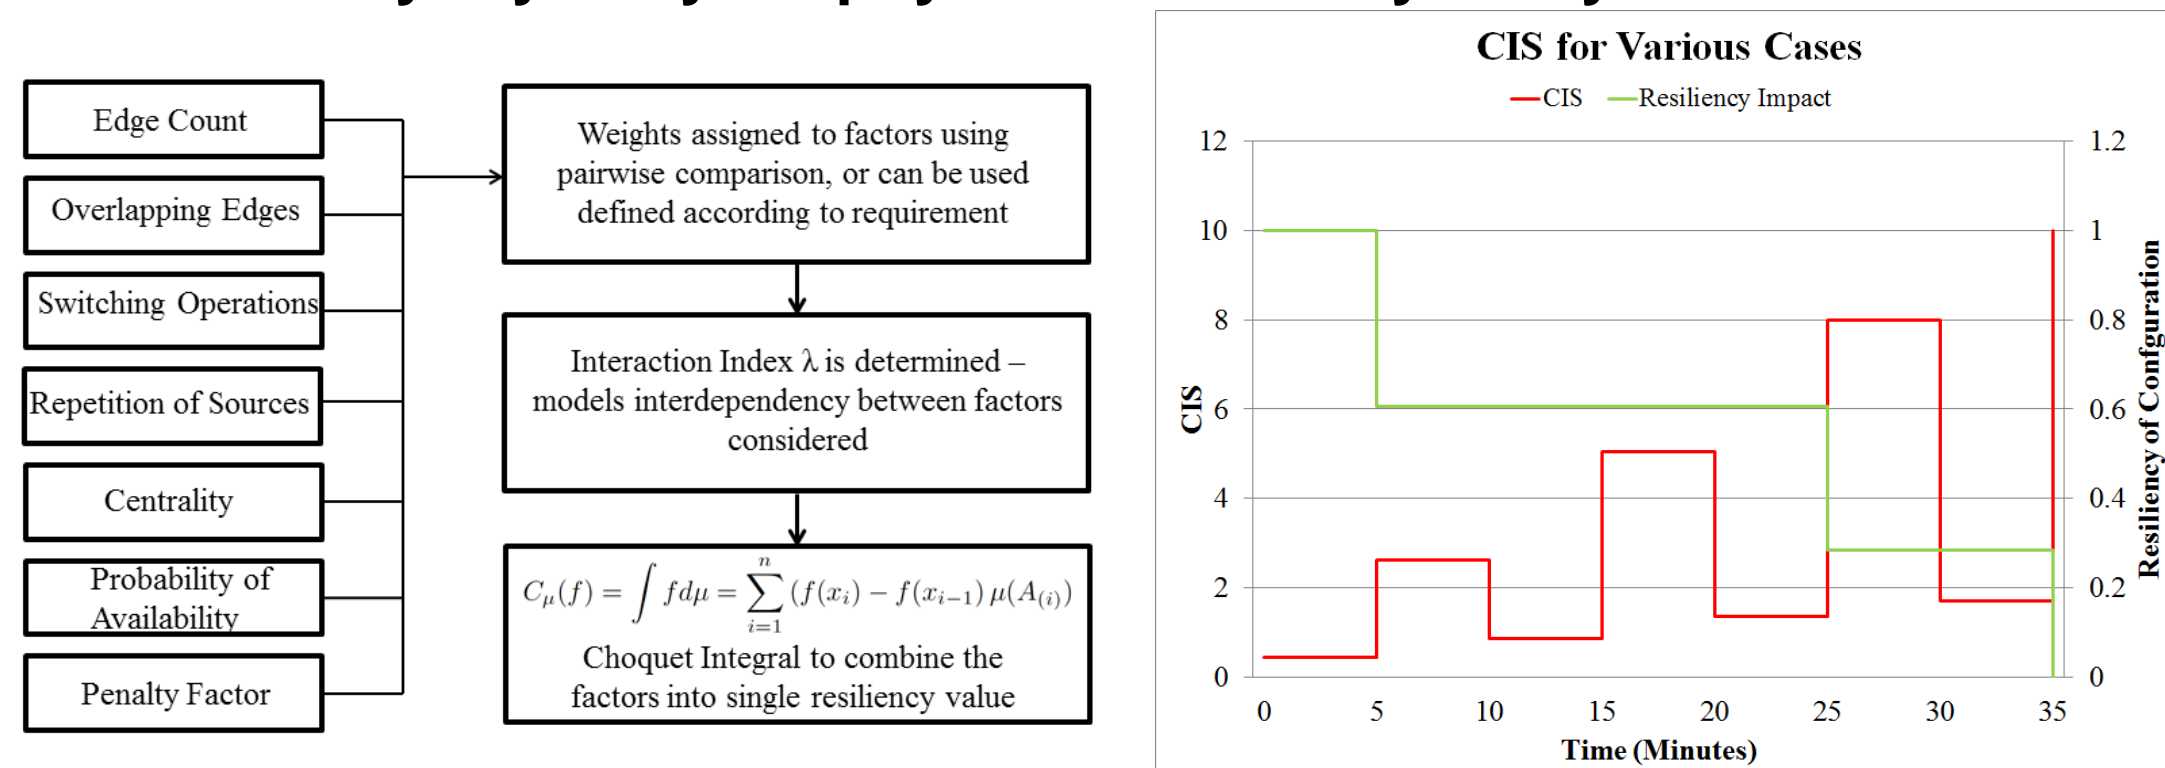 Edge Count
Overlapping Edges
Switching Operations
Repetition of Sources
Centrality
Probability of
Availability
Penalty Factor
Weights assigned to factors using
pairwise comparison, or can be used
defined according to requirement
Interaction Index λ is determined –
models interdependency between factors
considered
C_μ(f) = ∫ fdμ = ∑_{i=1}^{n} (f(x_i) − f(x_{i−1}) μ(A_{(i)})
Choquet Integral to combine the
factors into single resiliency value
CIS for Various Cases
CIS
Resiliency Impact
12
10
8
6
4
2
0
CIS
1.2
1
0.8
0.6
0.4
0.2
0
Resiliency of Confguration
0 5 10 15 20 25 30 35
Time (Minutes)